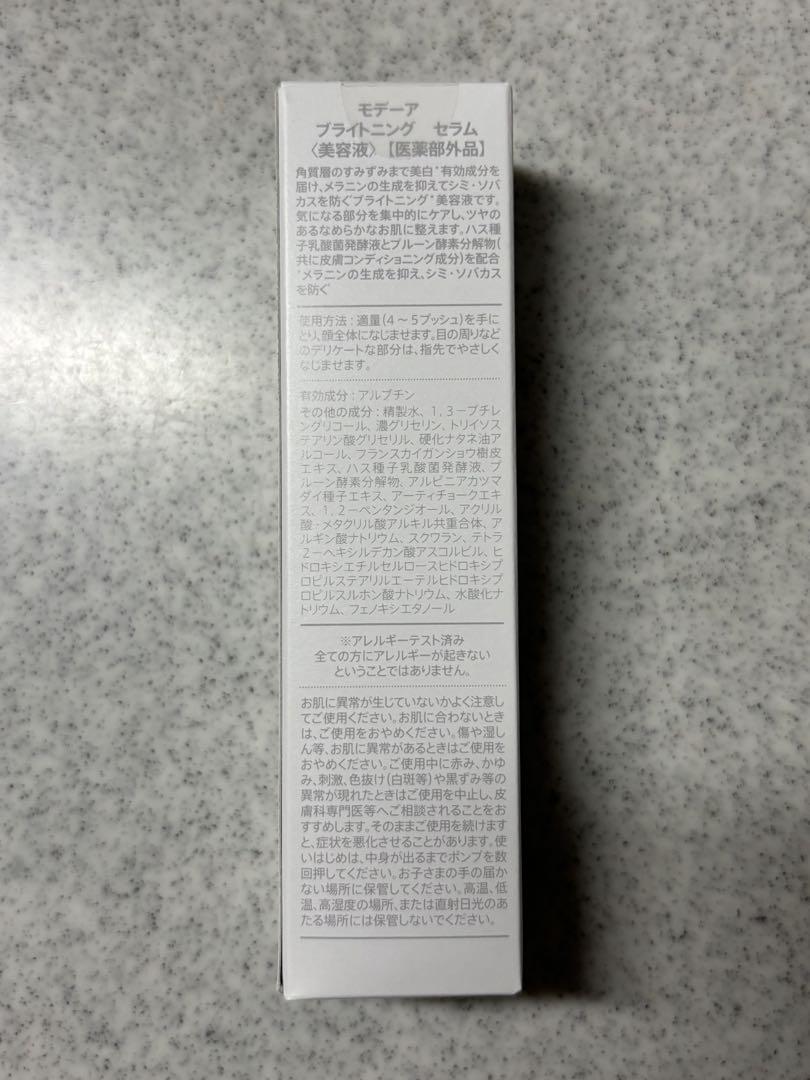 モデーア
ブライトニング　セラム
〈美容液〉【医薬部外品】
角質層のすみずみまで美白*有効成分を
届け、メラニンの生成を抑えてシミ・ソバ
カスを防ぐブライトニング*美容液です。
気になる部分を集中的にケアし、ツヤの
あるなめらかなお肌に整えます。ハス種
子乳酸菌発酵液とプルーン酵素分解物(
共に皮膚コンディショニング成分)を配合
*メラニンの生成を抑え、シミ・ソバカス
を防ぐ
使用方法：適量(4～5プッシュ)を手に
とり、顔全体になじませます。目の周りなど
のデリケートな部分は、指先でやさしく
なじませます。
有効成分：アルブチン
その他の成分：精製水、1,3－ブチレ
ングリコール、濃グリセリン、トリイソス
テアリン酸グリセリル、硬化ナタネ油ア
ルコール、フランスカイガンショウ樹皮
エキス、ハス種子乳酸菌発酵液、プ
ルーン酵素分解物、アルピニアカツマ
ダイ種子エキス、アーティチョークエキ
ス、1,2－ペンタンジオール、アクリル
酸・メタクリル酸アルキル共重合体、ア
ルギン酸ナトリウム、スクワラン、テトラ
2－ヘキシルデカン酸アスコルビル、ヒ
ドロキシエチルセルロースヒドロキシプ
ロピルステアリルエーテルヒドロキシプ
ロピルスルホン酸ナトリウム、水酸化ナ
トリウム、フェノキシエタノール
※アレルギーテスト済み
全ての方にアレルギーが起きない
ということではありません。
お肌に異常が生じていないかよく注意し
てご使用ください。お肌に合わないとき
は、ご使用をおやめください。傷や湿し
ん等、お肌に異常があるときはご使用を
おやめください。ご使用中に赤み、かゆ
み、刺激、色抜け(白斑等)や黒ずみ等の
異常が現れたときはご使用を中止し、皮
膚科専門医等へご相談されることをお
すすめします。そのままご使用を続けます
と、症状を悪化させることがあります。使
いはじめは、中身が出るまでポンプを数
回押してください。お子さまの手の届か
ない場所に保管してください。高温、低
温、高湿度の場所、または直射日光のあ
たる場所には保管しないでください。